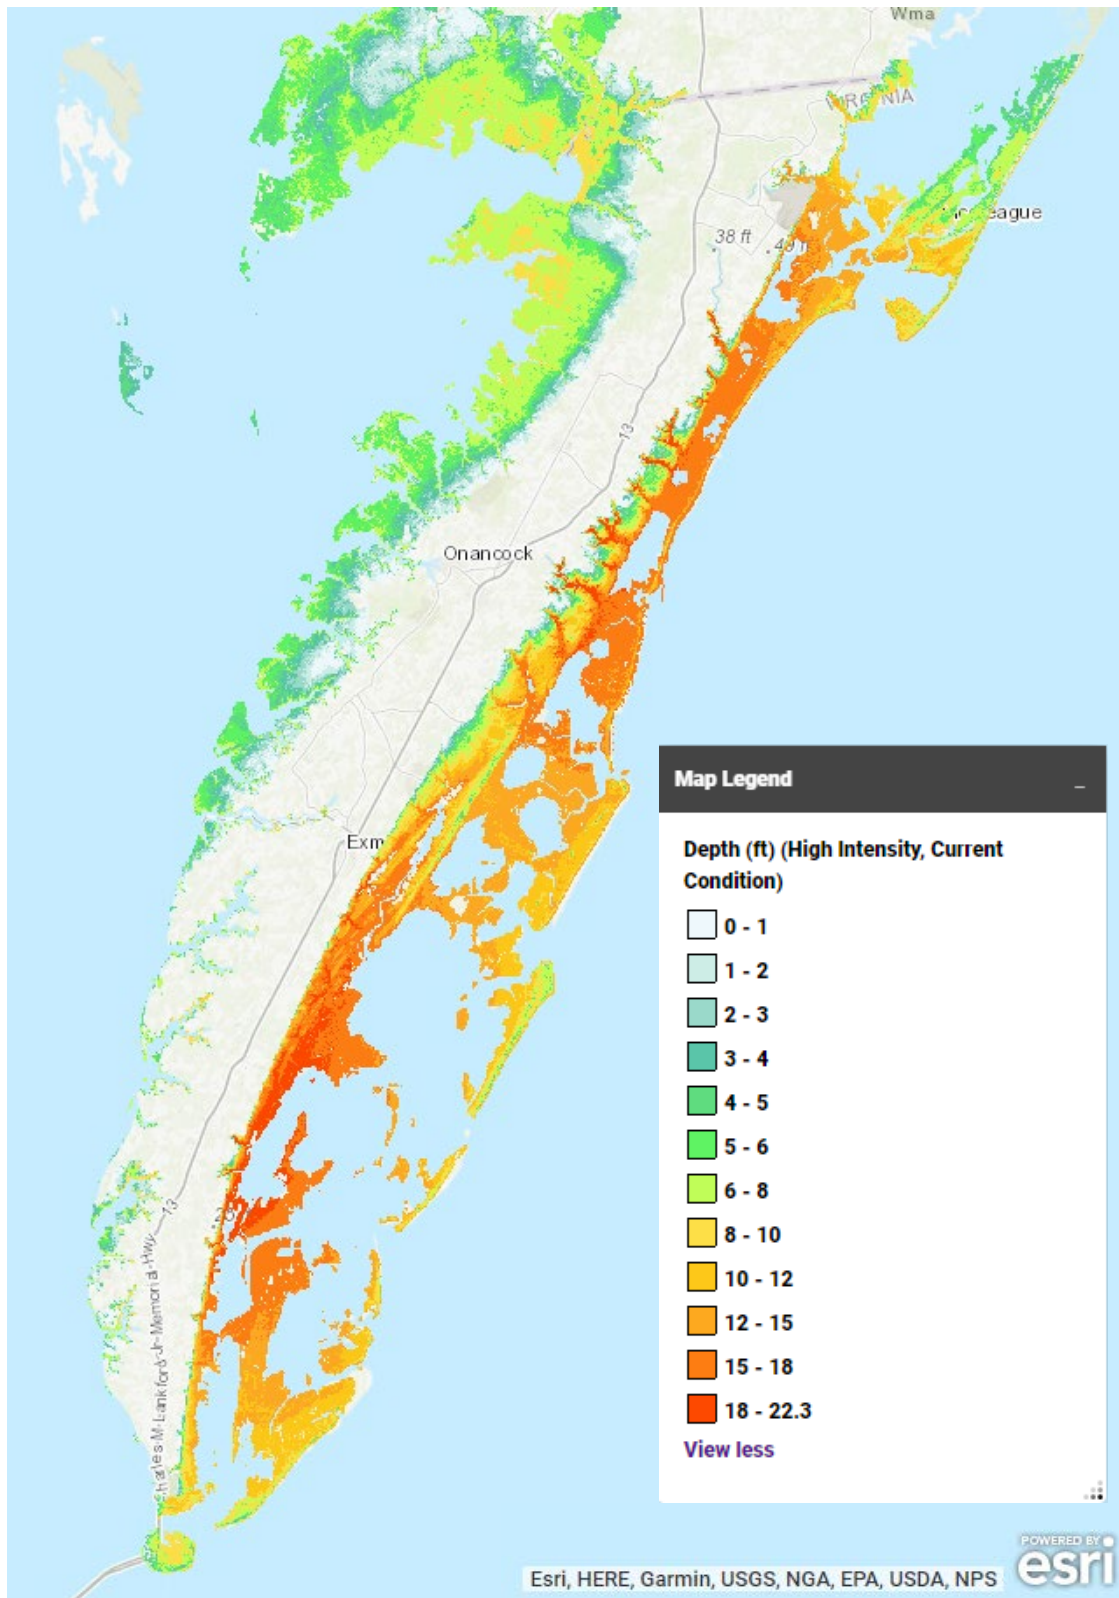 Wma
VIRGINIA
38 ft
49 f
13
Onancock
Exm
13
Charles-M-Lankford-Jr-Memorial-Hwy
Map Legend
Depth (ft) (High Intensity, Current
Condition)
0 - 1
1 - 2
2 - 3
3 - 4
4 - 5
5 - 6
6 - 8
8 - 10
10 - 12
12 - 15
15 - 18
18 - 22.3
View less
POWERED BY
esri
Esri, HERE, Garmin, USGS, NGA, EPA, USDA, NPS